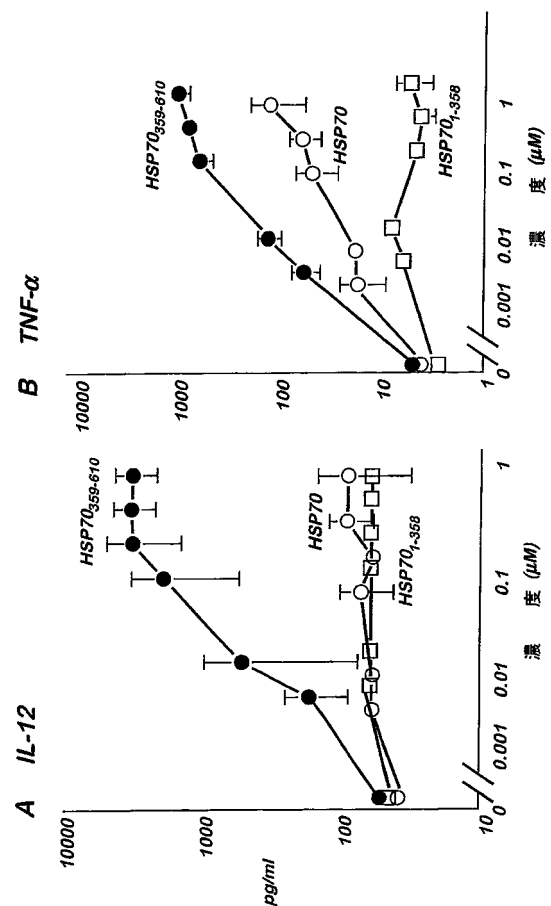 A IL-12
10000
1000
100
10
pg/ml
HSP70359-610
HSP70
HSP701-358
0 0.001 0.01 0.1 1
濃 度 (μM)
B TNF-α
10000
1000
100
10
1
HSP70359-610
HSP70
HSP701-358
0 0.001 0.01 0.1 1
濃 度 (μM)